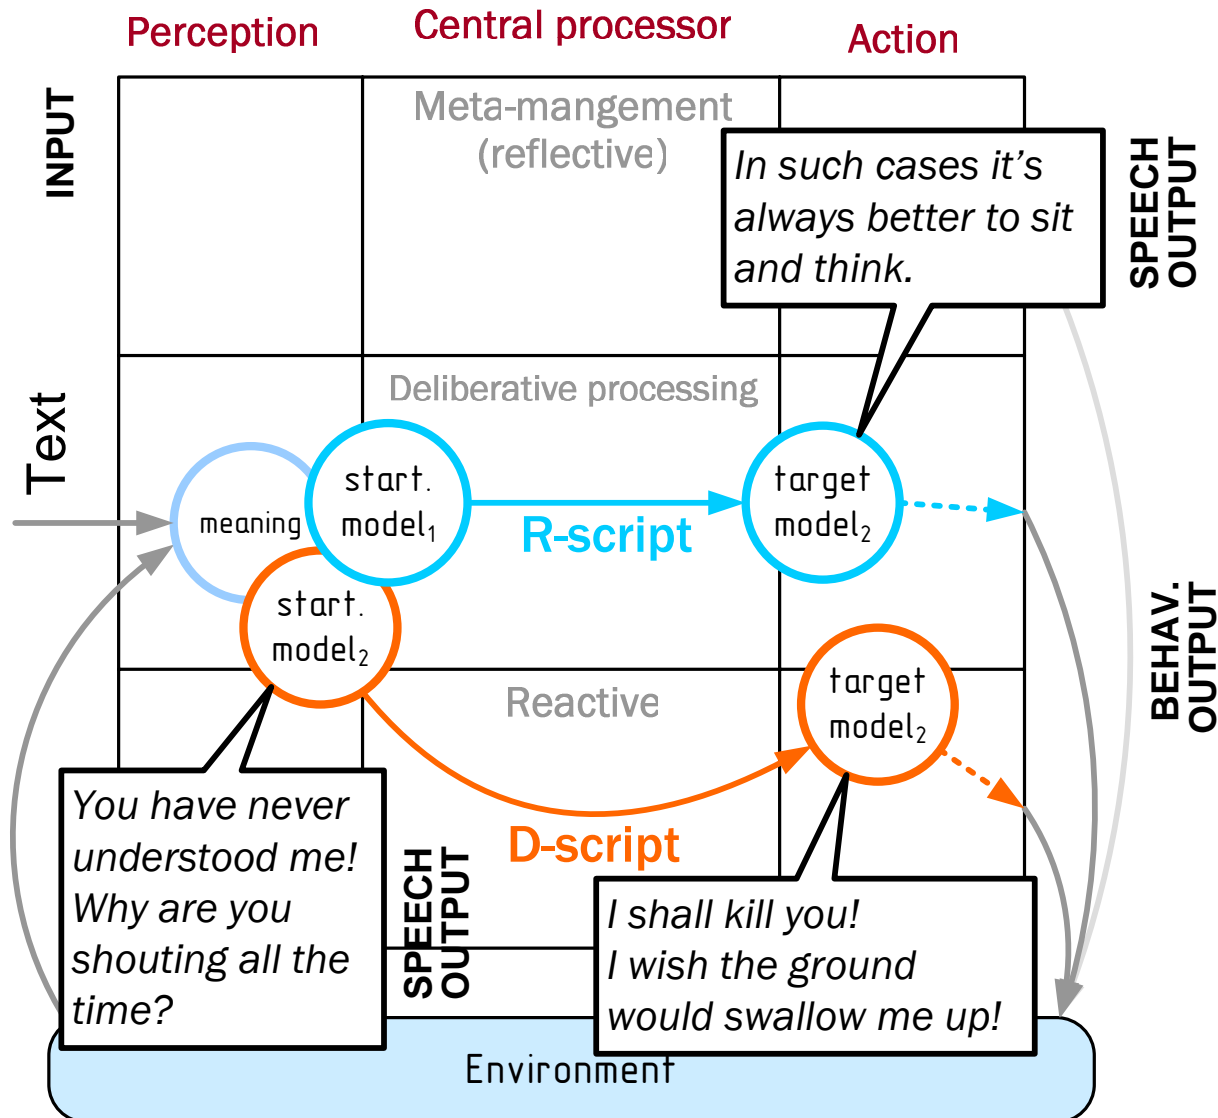 Perception
Central processor
Action
INPUT
Meta-mangement
(reflective)
In such cases it's
always better to sit
and think.
SPEECH
OUTPUT
Text
Deliberative processing
meaning
start.
model₁
R-script
target
model₂
start.
model₂
BEHAV.
OUTPUT
Reactive
target
model₂
D-script
You have never
understood me!
Why are you
shouting all the
time?
SPEECH
OUTPUT
I shall kill you!
I wish the ground
would swallow me up!
Environment